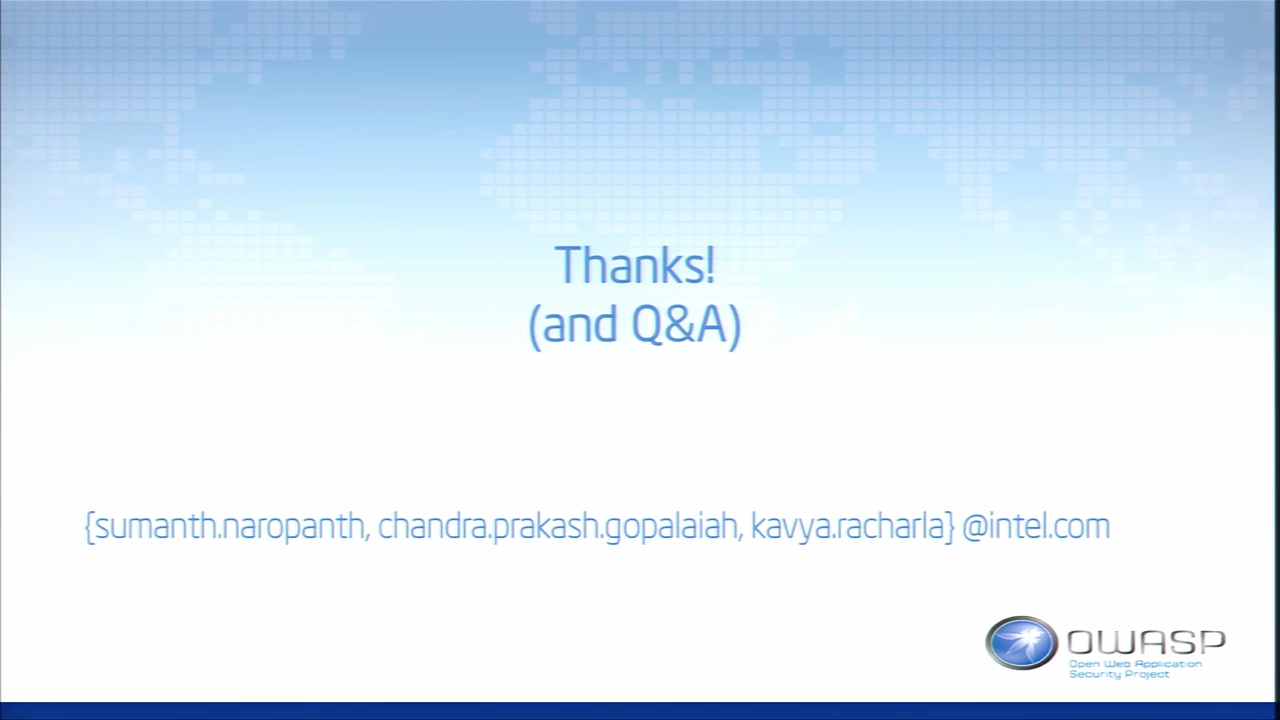 Thanks!
(and Q&A)
{sumanth.naropanth, chandra.prakash.gopalaiah, kavya.racharla} @intel.com
OWASP
Open Web Application
Security Project